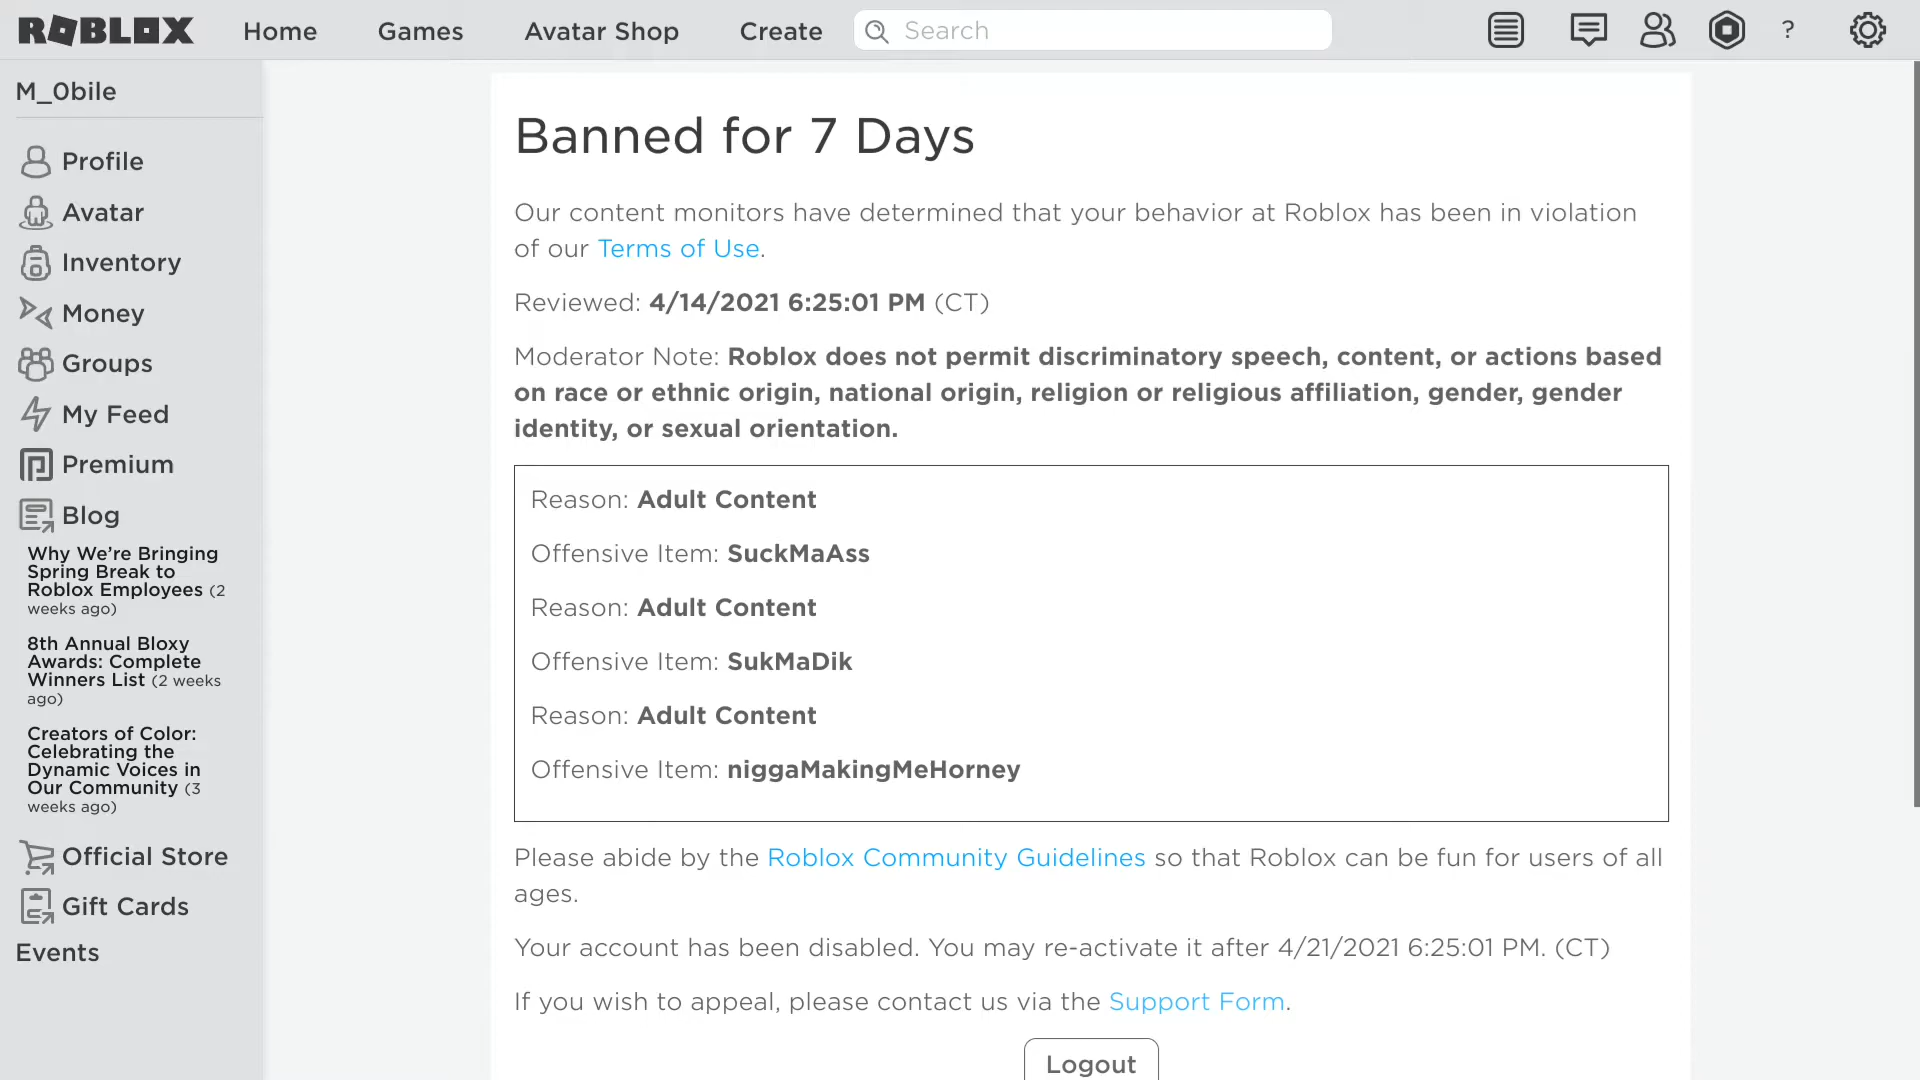 ROBLOX Home Games Avatar Shop Create Search ?
M_0bile
Profile
Avatar
Inventory
Money
Groups
My Feed
Premium
Blog
Why We’re Bringing
Spring Break to
Roblox Employees (2
weeks ago)
8th Annual Bloxy
Awards: Complete
Winners List (2 weeks
ago)
Creators of Color:
Celebrating the
Dynamic Voices in
Our Community (3
weeks ago)
Official Store
Gift Cards
Events
Banned for 7 Days
Our content monitors have determined that your behavior at Roblox has been in violation
of our Terms of Use.
Reviewed: 4/14/2021 6:25:01 PM (CT)
Moderator Note: Roblox does not permit discriminatory speech, content, or actions based
on race or ethnic origin, national origin, religion or religious affiliation, gender, gender
identity, or sexual orientation.
Reason: Adult Content
Offensive Item: SuckMaAss
Reason: Adult Content
Offensive Item: SukMaDik
Reason: Adult Content
Offensive Item: niggaMakingMeHorney
Please abide by the Roblox Community Guidelines so that Roblox can be fun for users of all
ages.
Your account has been disabled. You may re-activate it after 4/21/2021 6:25:01 PM. (CT)
If you wish to appeal, please contact us via the Support Form.
Logout